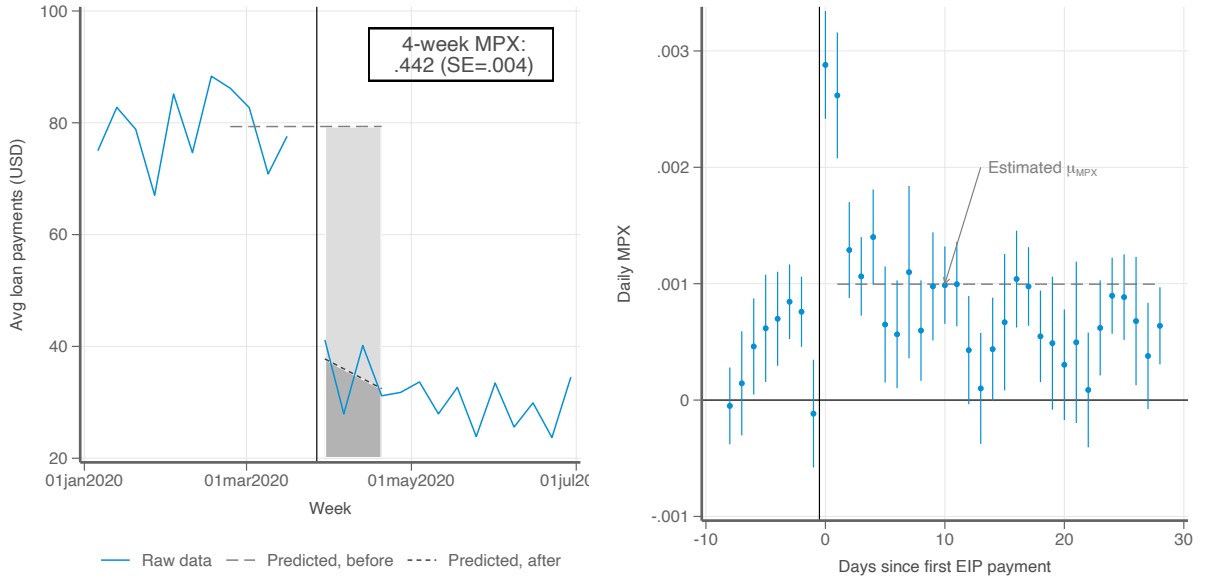 100
80
60
40
20
Avg loan payments (USD)
4-week MPX:
.442 (SE=.004)
01jan2020
01mar2020
01may2020
01jul20
Week
Raw data
Predicted, before
Predicted, after
.003
.002
.001
0
-.001
Daily MPX
Estimated μMPX
-10
0
10
20
30
Days since first EIP payment